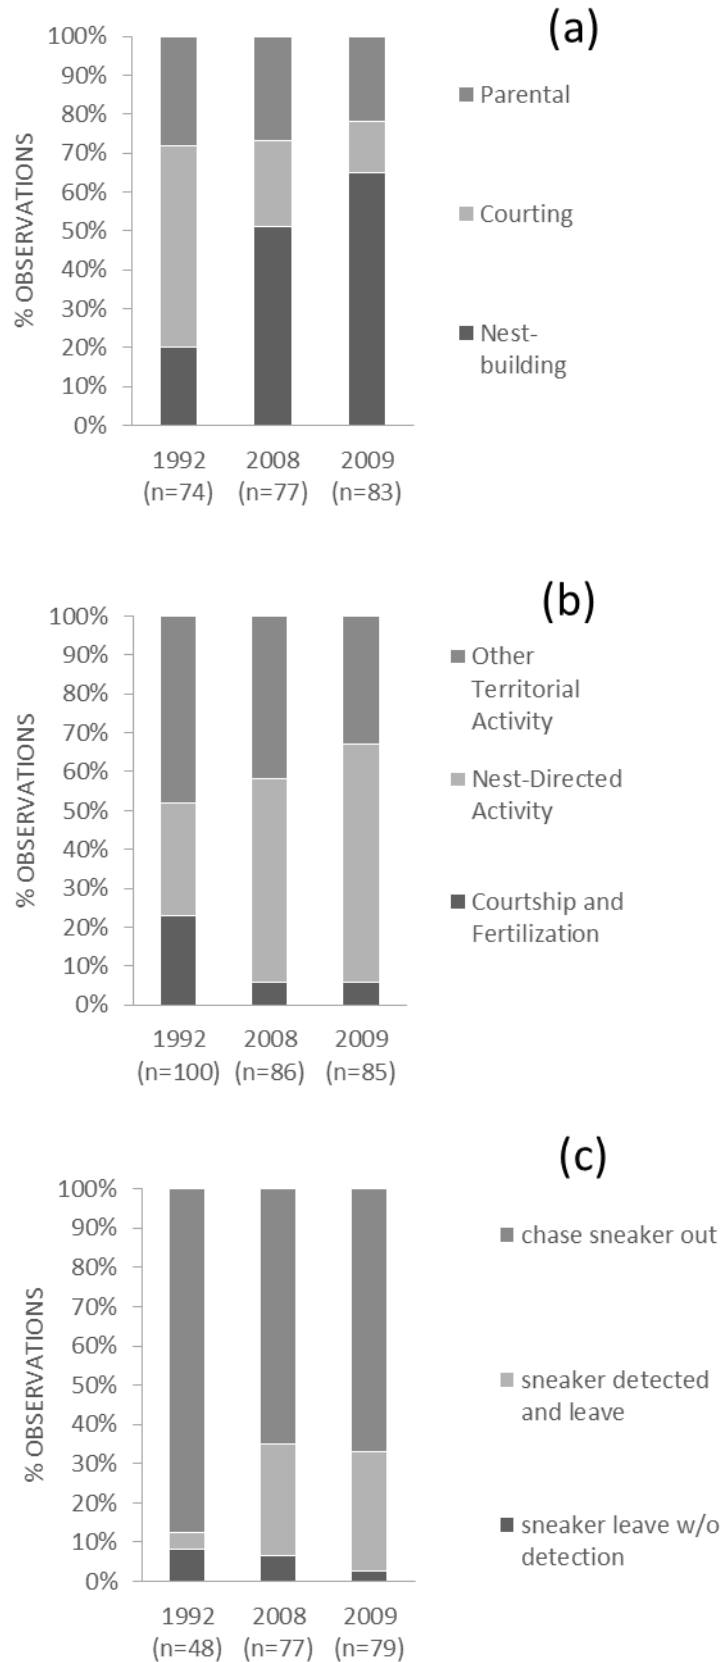 (a)
100%
90%
80%
70%
60%
50%
40%
30%
20%
10%
0%
% OBSERVATIONS
1992
(n=74)
2008
(n=77)
2009
(n=83)
Parental
Courting
Nest-
building
(b)
100%
90%
80%
70%
60%
50%
40%
30%
20%
10%
0%
% OBSERVATIONS
1992
(n=100)
2008
(n=86)
2009
(n=85)
Other
Territorial
Activity
Nest-Directed
Activity
Courtship and
Fertilization
(c)
100%
90%
80%
70%
60%
50%
40%
30%
20%
10%
0%
% OBSERVATIONS
1992
(n=48)
2008
(n=77)
2009
(n=79)
chase sneaker out
sneaker detected
and leave
sneaker leave w/o
detection